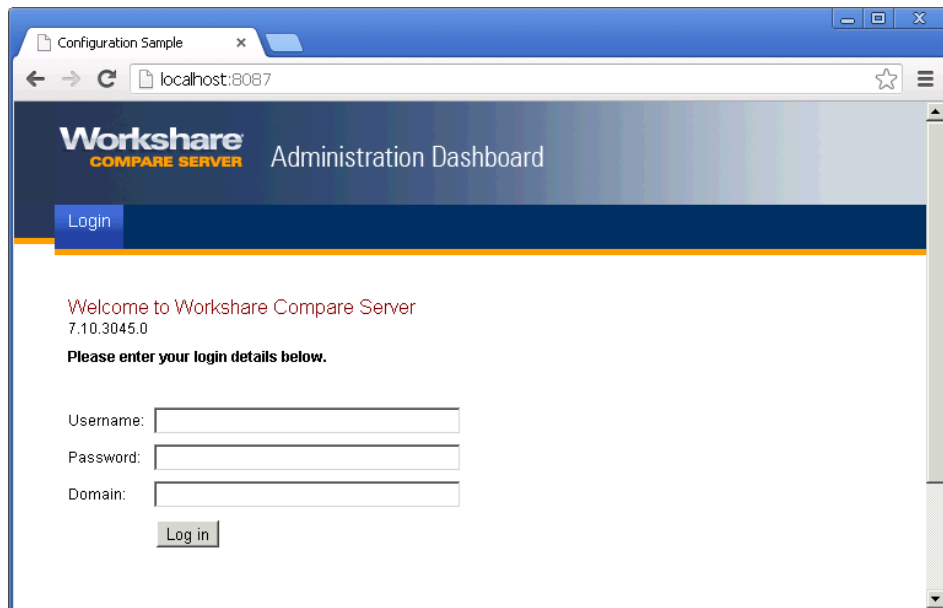 Configuration Sample
localhost:8087
Workshare
COMPARE SERVER
Administration Dashboard
Login
Welcome to Workshare Compare Server
7.10.3045.0
Please enter your login details below.
Username:
Password:
Domain:
Log in